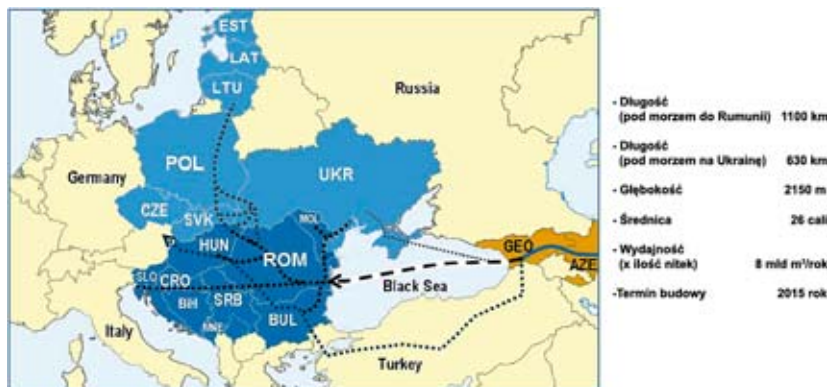 EST
LAT
LTU
Russia
POL
Germany
UKR
CZE
SVK
MOL
HUN
ROM
GEO
SLO
CRO
AZE
BiH
SRB
Black Sea
MNE
BUL
Italy
Turkey
- Długość
(pod morzem do Rumunii) 1100 km
- Długość
(pod morzem na Ukrainę) 630 km
- Głębokość 2150 m
- Średnica 26 cali
- Wydajność
(x ilość nitek) 8 mld m³/rok
-Termin budowy 2015 rok